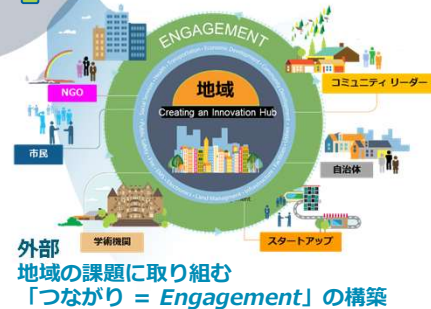 ENGAGEMENT
地域
Creating an Innovation Hub
NGO
コミュニティ リーダー
市民
自治体
学術機関
スタートアップ
外部
地域の課題に取り組む
「つながり = Engagement」の構築